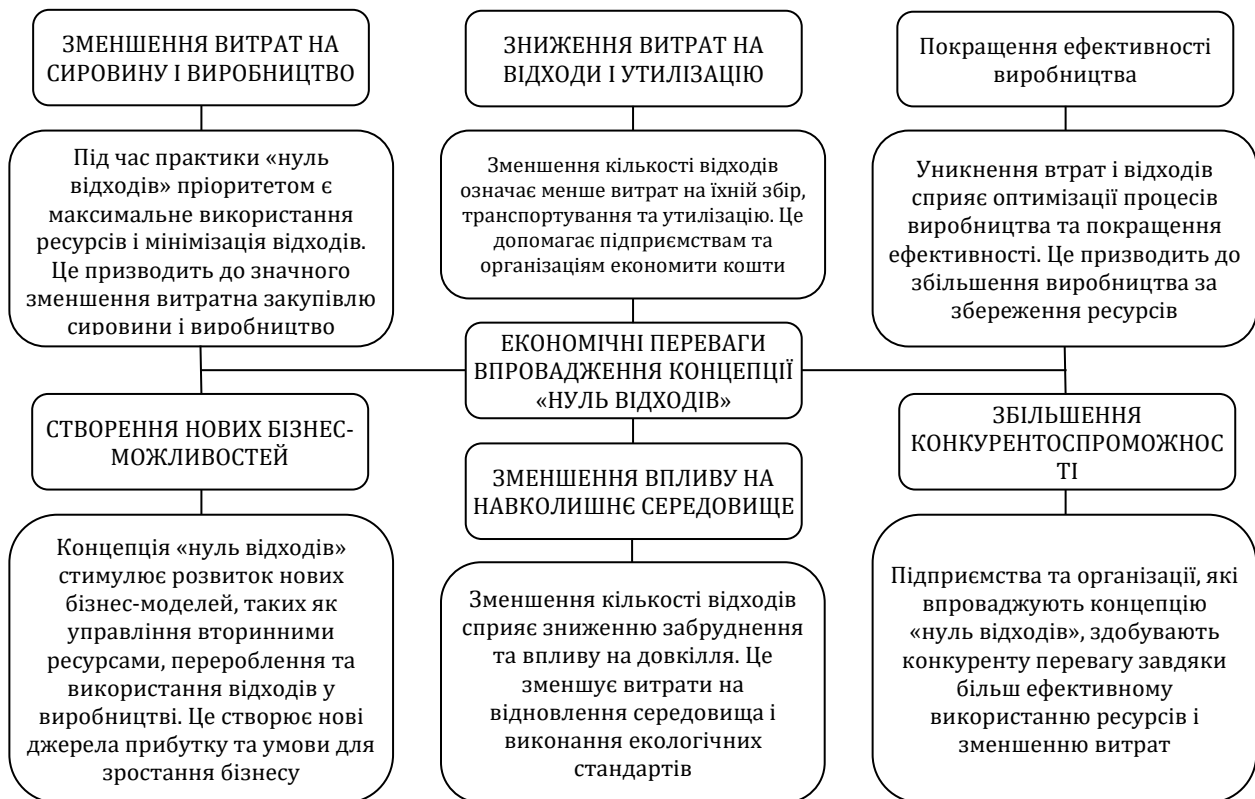 ЗМЕНШЕННЯ ВИТРАТ НА
СИРОВИНУ І ВИРОБНИЦТВО
Під час практики «нуль
відходів» пріоритетом є
максимальне використання
ресурсів і мінімізація відходів.
Це призводить до значного
зменшення витратна закупівлю
сировини і виробництво
ЗНИЖЕННЯ ВИТРАТ НА
ВІДХОДИ І УТИЛІЗАЦІЮ
Зменшення кількості відходів
означає менше витрат на їхній збір,
транспортування та утилізацію. Це
допомагає підприємствам та
організаціям економити кошти
Покращення ефективності
виробництва
Уникнення втрат і відходів
сприяє оптимізації процесів
виробництва та покращення
ефективності. Це призводить до
збільшення виробництва за
збереження ресурсів
ЕКОНОМІЧНІ ПЕРЕВАГИ
ВПРОВАДЖЕННЯ КОНЦЕПЦІЇ
«НУЛЬ ВІДХОДІВ»
СТВОРЕННЯ НОВИХ БІЗНЕС-
МОЖЛИВОСТЕЙ
Концепція «нуль відходів»
стимулює розвиток нових
бізнес-моделей, таких як
управління вторинними
ресурсами, перероблення та
використання відходів у
виробництві. Це створює нові
джерела прибутку та умови для
зростання бізнесу
ЗМЕНШЕННЯ ВПЛИВУ НА
НАВКОЛИШНЄ СЕРЕДОВИЩЕ
Зменшення кількості відходів
сприяє зниженню забруднення
та впливу на довкілля. Це
зменшує витрати на
відновлення середовища і
виконання екологічних
стандартів
ЗБІЛЬШЕННЯ
КОНКУРЕНТОСПРОМОЖНОС
ТІ
Підприємства та організації, які
впроваджують концепцію
«нуль відходів», здобувають
конкуренту перевагу завдяки
більш ефективному
використанню ресурсів і
зменшенню витрат